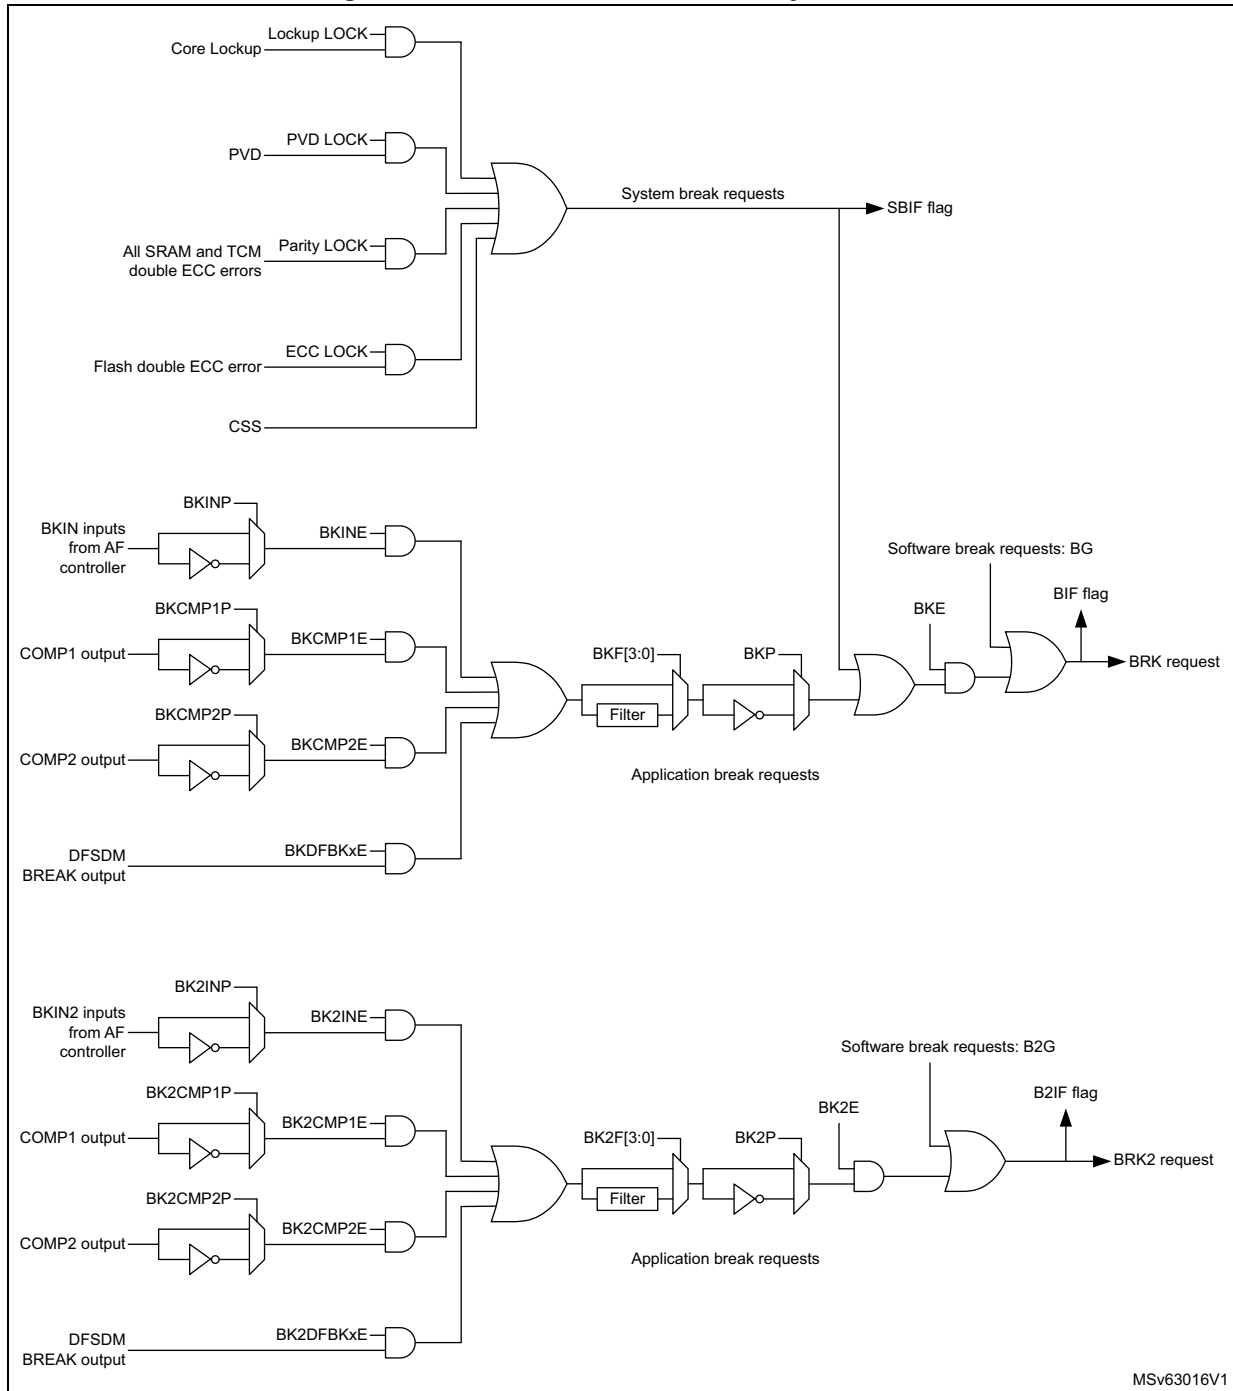 Lockup LOCK
Core Lockup
PVD LOCK
PVD
System break requests
SBIF flag
Parity LOCK
All SRAM and TCM
double ECC errors
ECC LOCK
Flash double ECC error
CSS
BKINP
BKIN inputs
from AF
controller
BKINE
Software break requests: BG
BIF flag
BKCMP1P
BKCMP1E
COMP1 output
BKE
BKF[3:0]
BKP
BRK request
Filter
BKCMP2P
BKCMP2E
COMP2 output
Application break requests
BKDFBKxE
DFSDM
BREAK output
BK2INP
BKIN2 inputs
from AF
controller
BK2INE
Software break requests: B2G
B2IF flag
BK2CMP1P
BK2CMP1E
COMP1 output
BK2E
BK2F[3:0]
BK2P
BRK2 request
Filter
BK2CMP2P
BK2CMP2E
COMP2 output
Application break requests
BK2DFBKxE
DFSDM
BREAK output
MSv63016V1